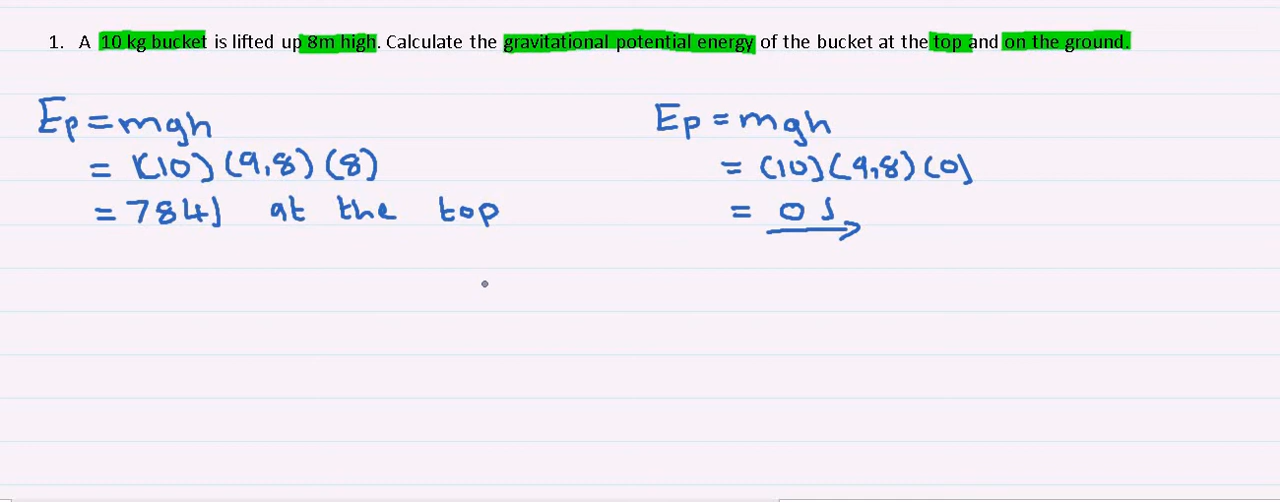 1. A 10 kg bucket is lifted up 8m high. Calculate the gravitational potential energy of the bucket at the top and on the ground.
Ep = mgh
= (10) (9,8) (8)
= 784J at the top
Ep = mgh
= (10) (9,8) (0)
= 0 J